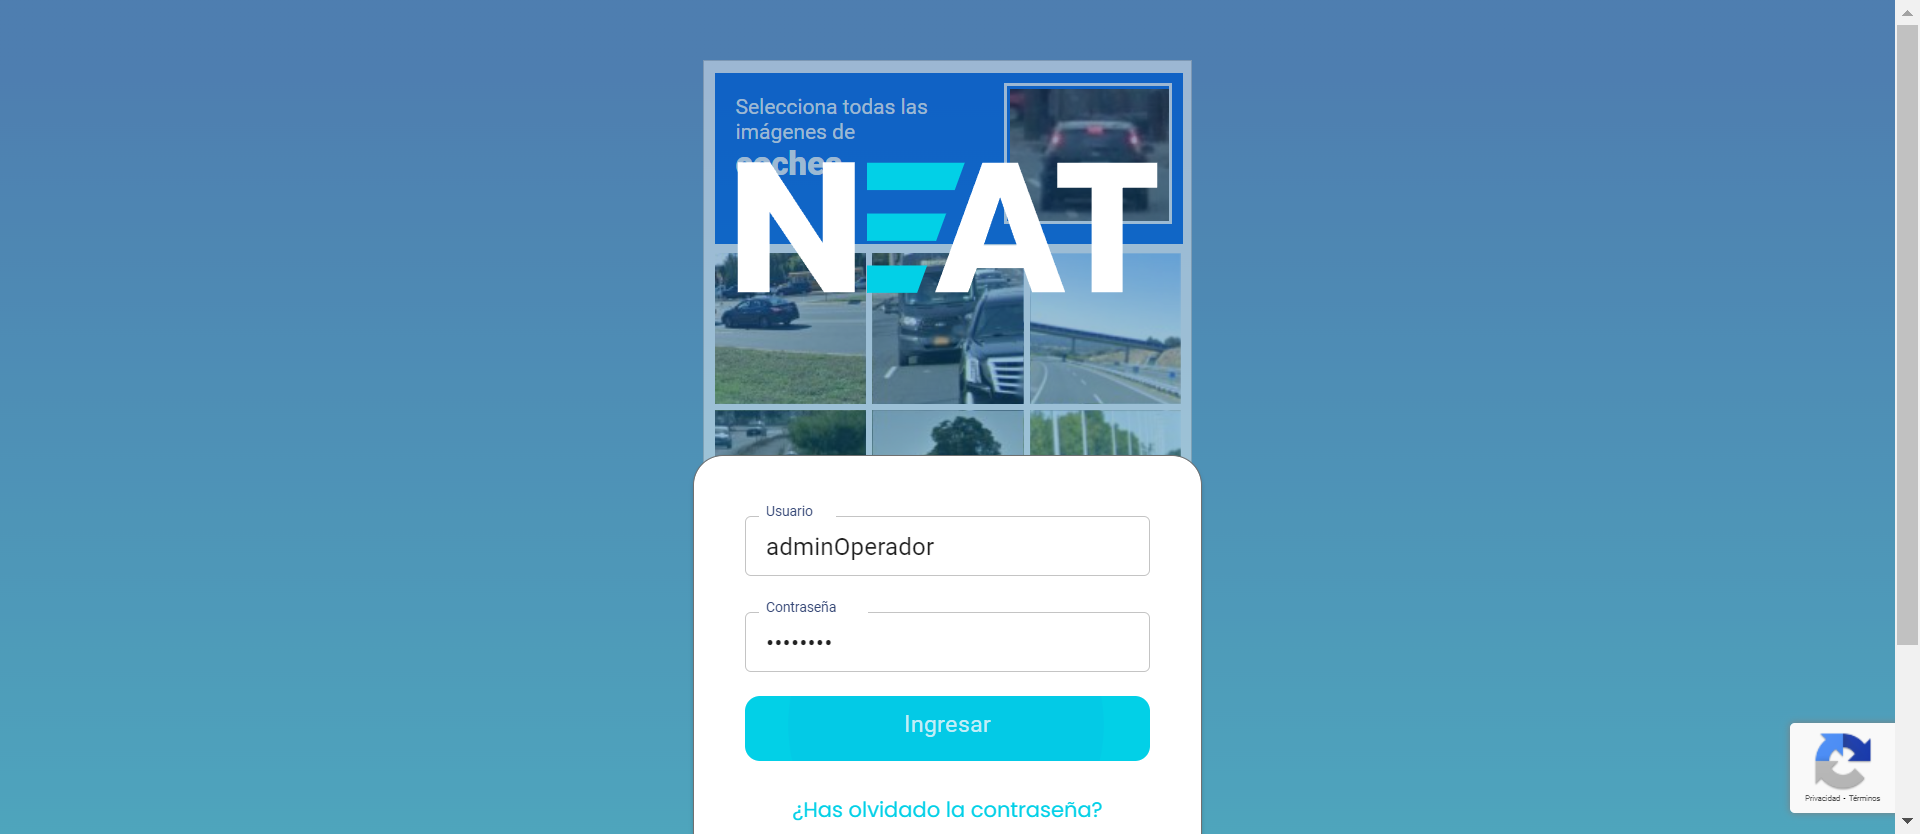 Selecciona todas las
imágenes de
coches
NEAT
Usuario
adminOperador
Contraseña
••••••••
Ingresar
¿Has olvidado la contraseña?
Privacidad - Términos